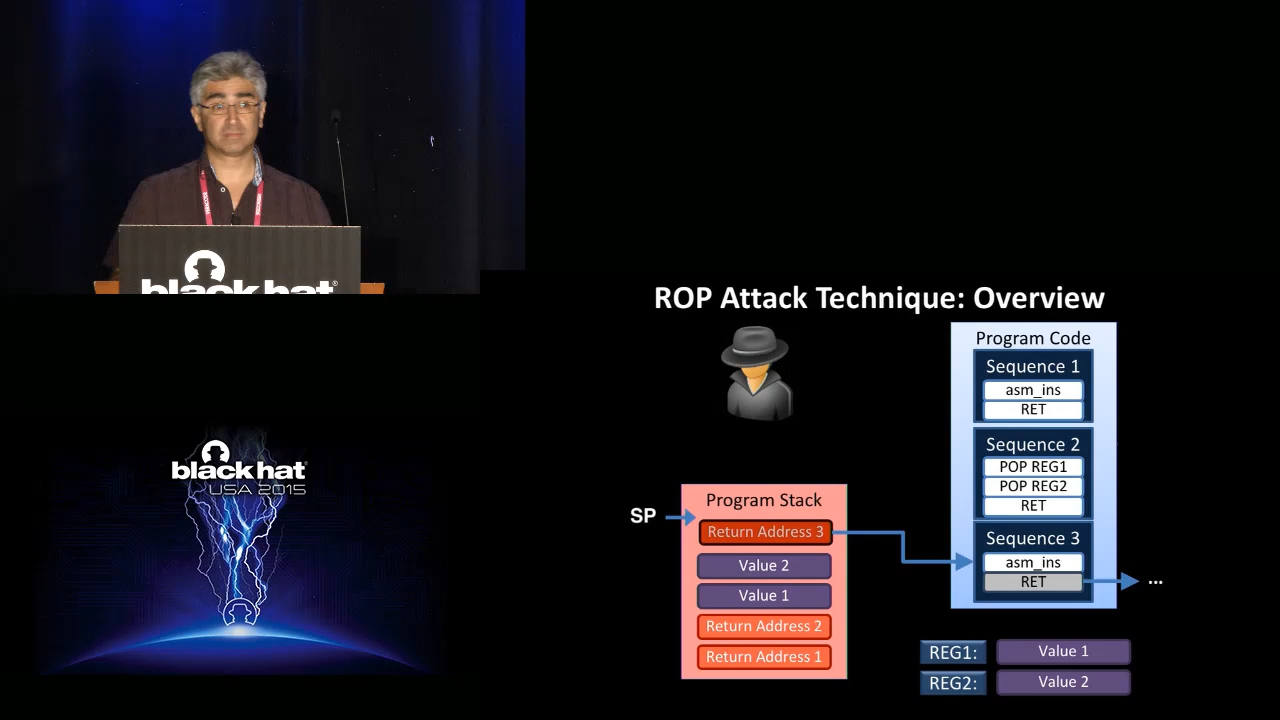 black hat
ROP Attack Technique: Overview
Program Code
Sequence 1
asm_ins
RET
Sequence 2
POP REG1
POP REG2
RET
Sequence 3
asm_ins
RET
...
SP
Program Stack
Return Address 3
Value 2
Value 1
Return Address 2
Return Address 1
REG1:
Value 1
REG2:
Value 2
black hat
USA 2015